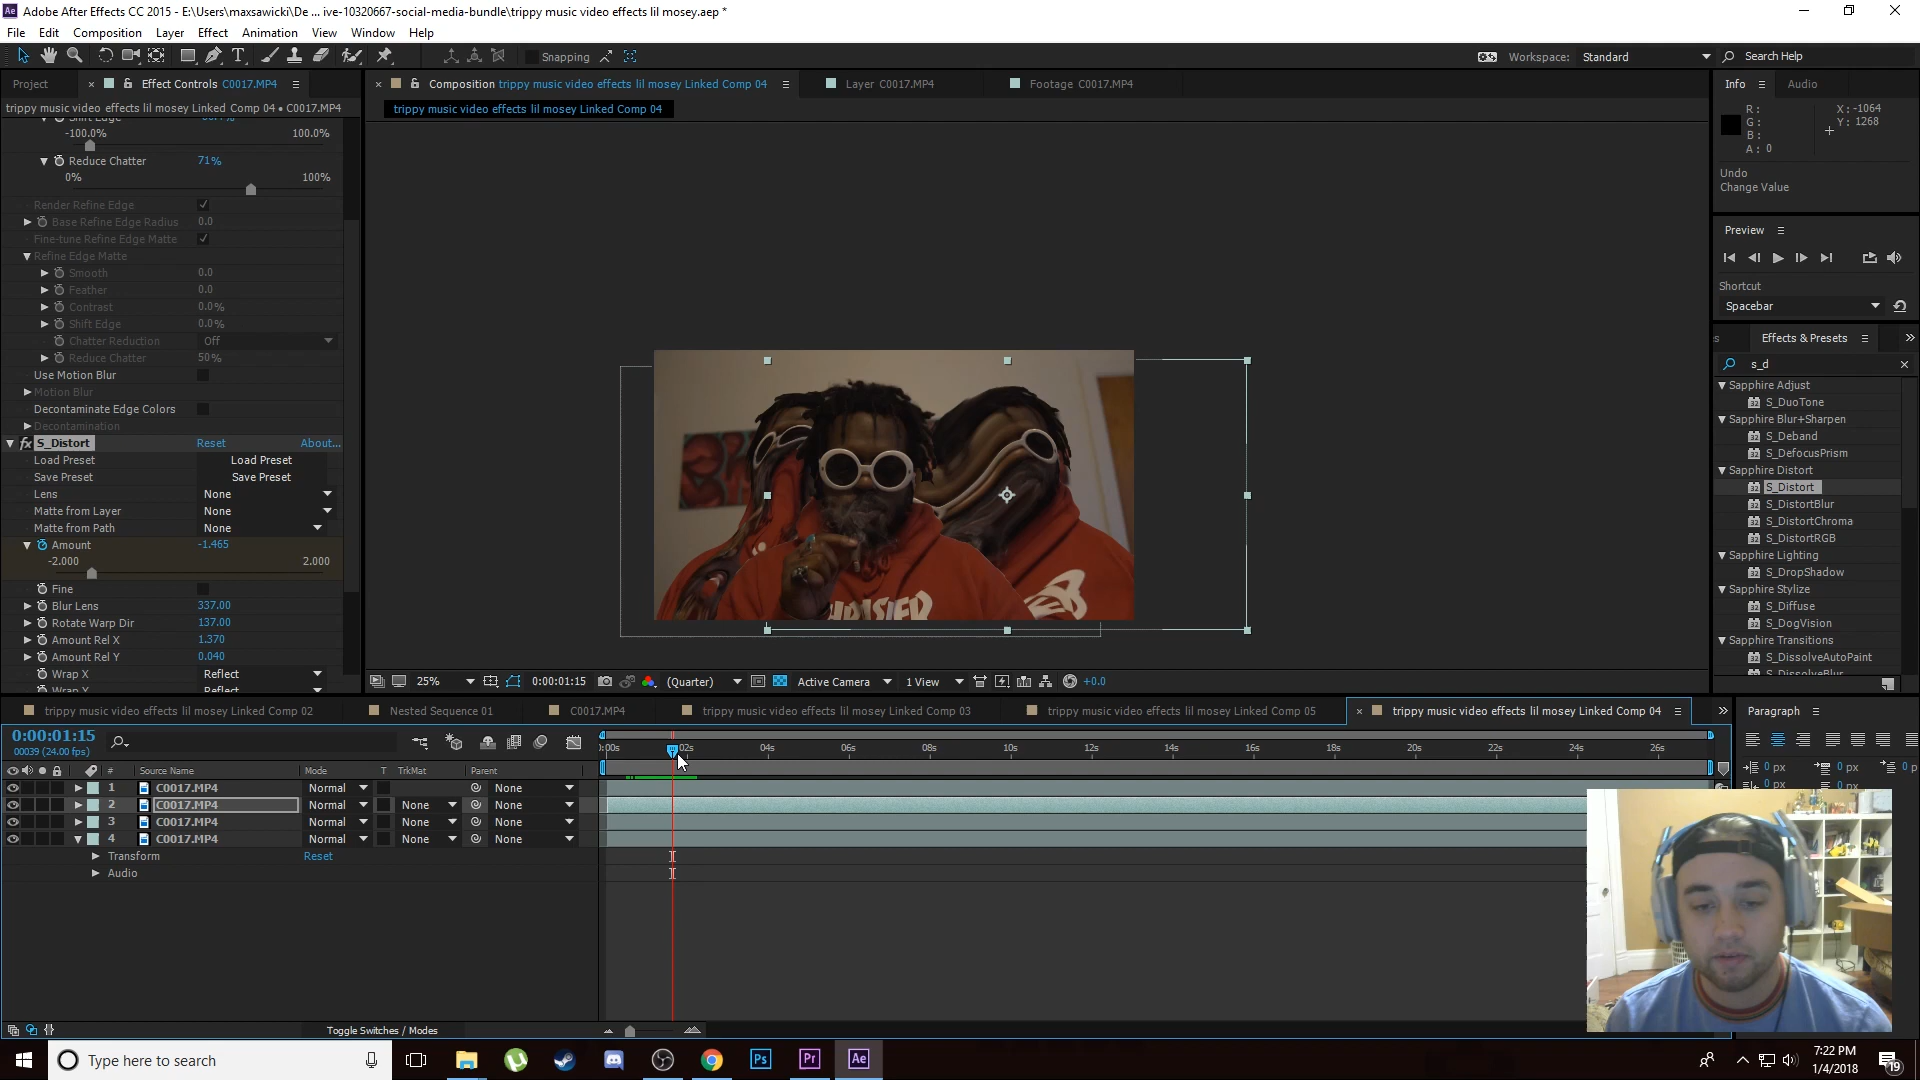 Adobe After Effects CC 2015 - E:\Users\maxsawicki\De ... ive-10320667-social-media-bundle\trippy music video effects lil mosey.aep *
File Edit Composition Layer Effect Animation View Window Help
Snapping
Workspace: Standard
Search Help
Project
Effect Controls C0017.MP4
Composition trippy music video effects lil mosey Linked Comp 04
Layer C0017.MP4
Footage C0017.MP4
Info
Audio
trippy music video effects lil mosey Linked Comp 04 • C0017.MP4
trippy music video effects lil mosey Linked Comp 04
Shift Edge
-100.0% 100.0%
Reduce Chatter 71%
0% 100%
Render Refine Edge
Base Refine Edge Radius 0.0
Fine-tune Refine Edge Matte
Refine Edge Matte
Smooth 0.0
Feather 0.0
Contrast 0.0%
Shift Edge 0.0%
Chatter Reduction Off
Reduce Chatter 50%
Use Motion Blur
Motion Blur
Decontaminate Edge Colors
Decontamination
fx S_Distort Reset About...
Load Preset Load Preset
Save Preset Save Preset
Lens None
Matte from Layer None
Matte from Path None
Amount -1.465
-2.000 2.000
Fine
Blur Lens 337.00
Rotate Warp Dir 137.00
Amount Rel X 1.370
Amount Rel Y 0.040
Wrap X Reflect
Wrap Y Reflect
R:
G:
B:
A: 0
X: -1064
Y: 1268
Undo
Change Value
Preview
Shortcut
Spacebar
Effects & Presets
s_d
Sapphire Adjust
S_DuoTone
Sapphire Blur+Sharpen
S_Deband
S_DefocusPrism
Sapphire Distort
S_Distort
S_DistortBlur
S_DistortChroma
S_DistortRGB
Sapphire Lighting
S_DropShadow
Sapphire Stylize
S_Diffuse
S_DogVision
Sapphire Transitions
S_DissolveAutoPaint
S_DissolveBlur
25% 0:00:01:15 (Quarter) Active Camera 1 View +0.0
trippy music video effects lil mosey Linked Comp 02
Nested Sequence 01
C0017.MP4
trippy music video effects lil mosey Linked Comp 03
trippy music video effects lil mosey Linked Comp 05
trippy music video effects lil mosey Linked Comp 04
Paragraph
0:00:01:15
00039 (24.00 fps)
:00s 02s 04s 06s 08s 10s 12s 14s 16s 18s 20s 22s 24s 26s
0 px 0 px 0 p
0 px 0 px
# Source Name Mode T TrkMat Parent
1 C0017.MP4 Normal None
2 C0017.MP4 Normal None None
3 C0017.MP4 Normal None None
4 C0017.MP4 Normal None None
Transform Reset
Audio
Toggle Switches / Modes
Type here to search
Ps
Pr
Ae
7:22 PM
1/4/2018
19